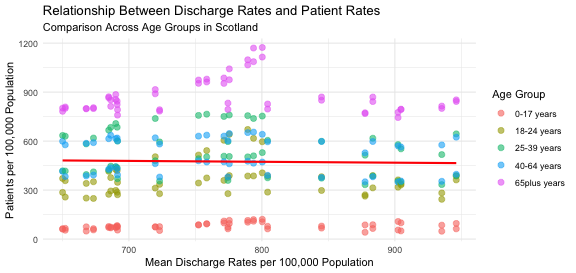 Relationship Between Discharge Rates and Patient Rates
Comparison Across Age Groups in Scotland
Patients per 100,000 Population
1200
900
600
300
0
700
800
900
Mean Discharge Rates per 100,000 Population
Age Group
0-17 years
18-24 years
25-39 years
40-64 years
65plus years